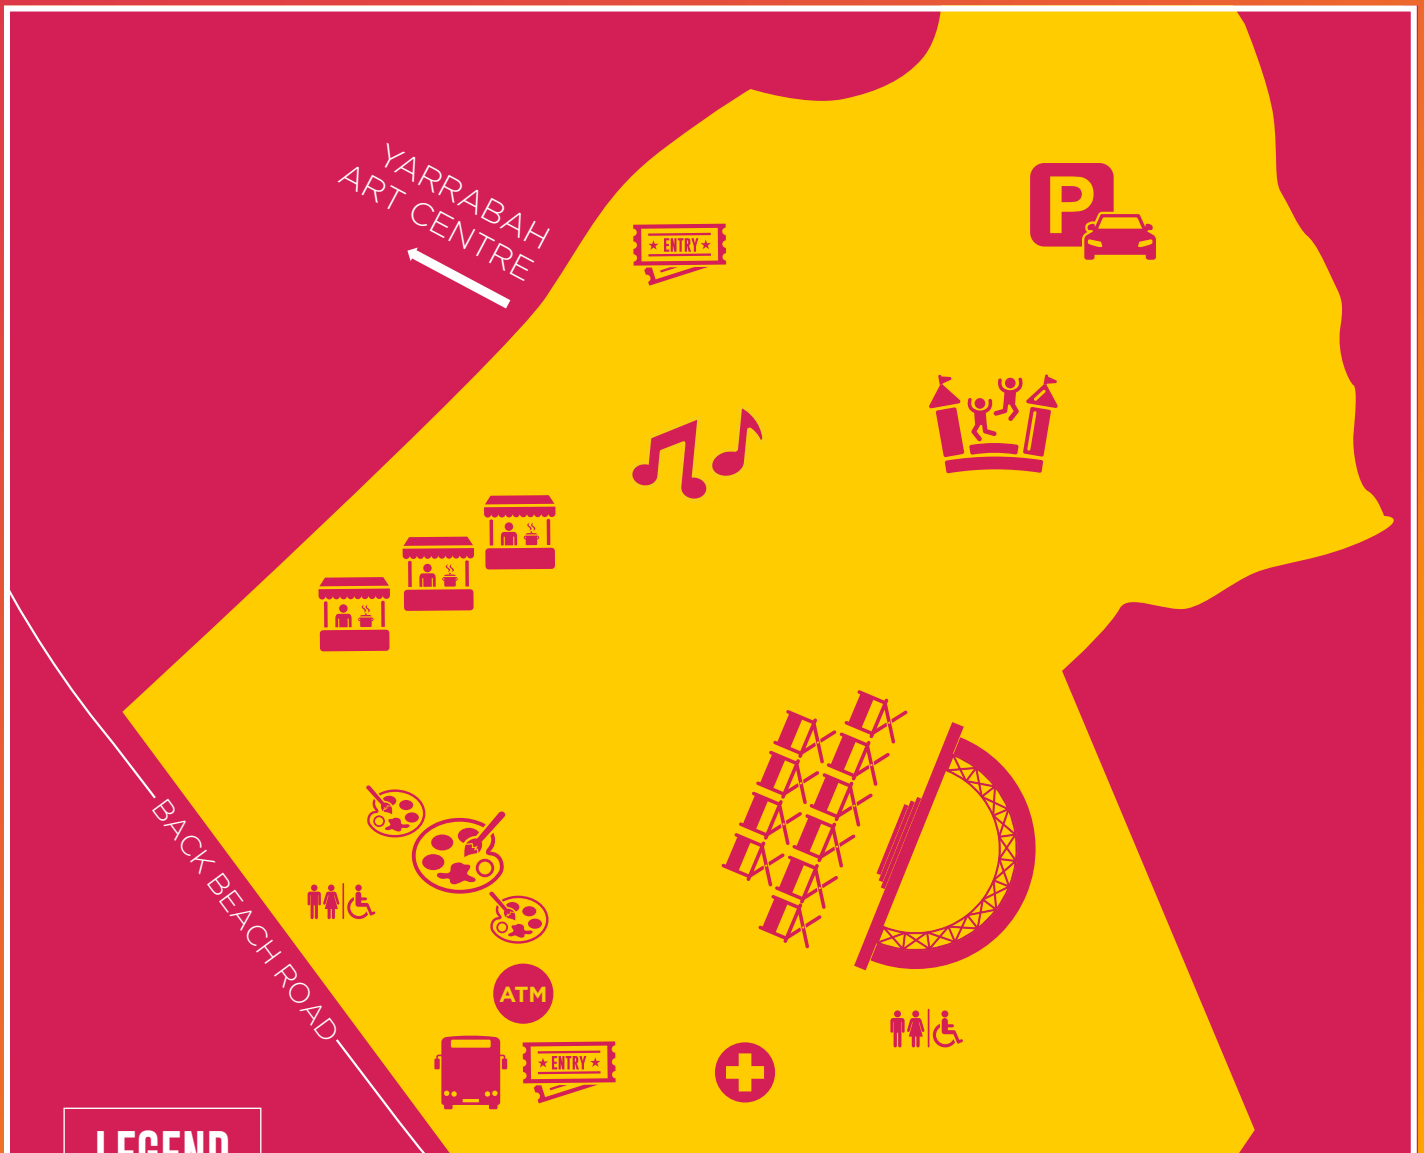 YARRABAH
ART CENTRE
ENTRY
P
BACK BEACH ROAD
ATM
ENTRY
LEGEND